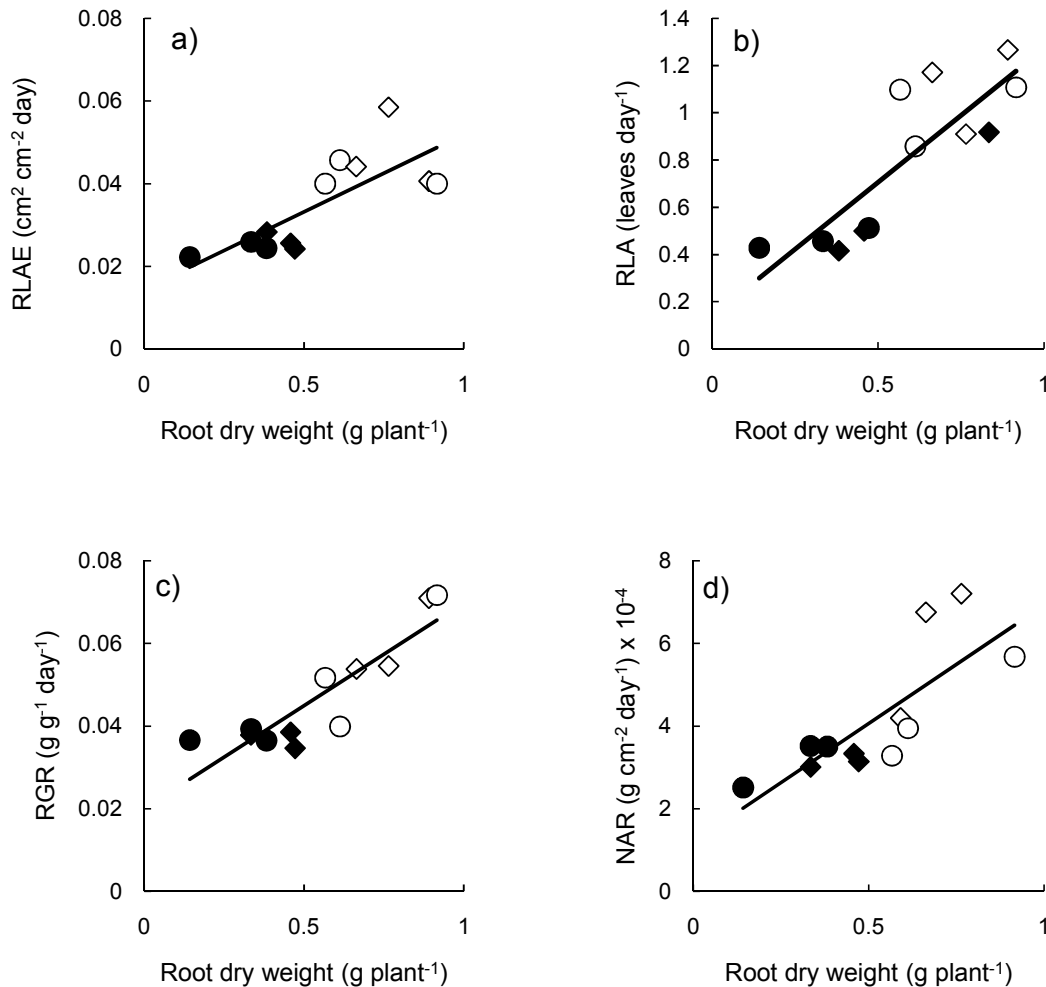 a)
RLAE (cm² cm⁻² day)
0.08
0.06
0.04
0.02
0
0 0.5 1
Root dry weight (g plant⁻¹)
b)
RLA (leaves day⁻¹)
1.4
1.2
1
0.8
0.6
0.4
0.2
0
0 0.5 1
Root dry weight (g plant⁻¹)
c)
RGR (g g⁻¹ day⁻¹)
0.08
0.06
0.04
0.02
0
0 0.5 1
Root dry weight (g plant⁻¹)
d)
NAR (g cm⁻² day⁻¹) x 10⁻⁴
8
6
4
2
0
0 0.5 1
Root dry weight (g plant⁻¹)